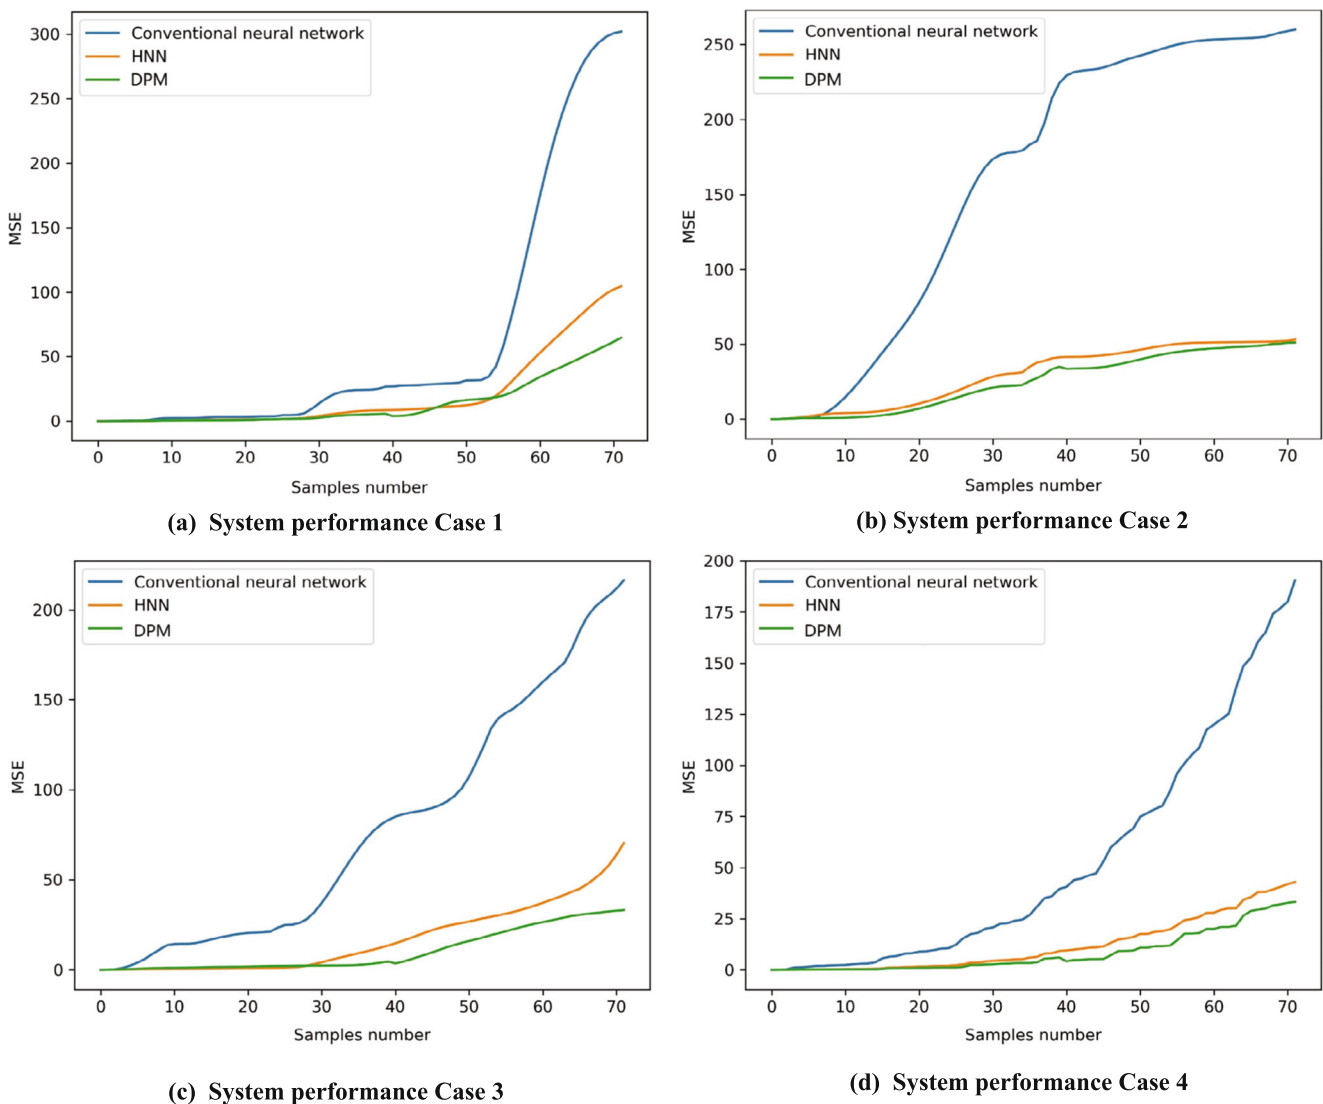 300
250
200
150
100
50
0
MSE
Conventional neural network
HNN
DPM
0 10 20 30 40 50 60 70
Samples number
(a) System performance Case 1
250
200
150
100
50
0
MSE
Conventional neural network
HNN
DPM
0 10 20 30 40 50 60 70
Samples number
(b) System performance Case 2
200
150
100
50
0
MSE
Conventional neural network
HNN
DPM
0 10 20 30 40 50 60 70
Samples number
(c) System performance Case 3
200
175
150
125
100
75
50
25
0
MSE
Conventional neural network
HNN
DPM
0 10 20 30 40 50 60 70
Samples number
(d) System performance Case 4